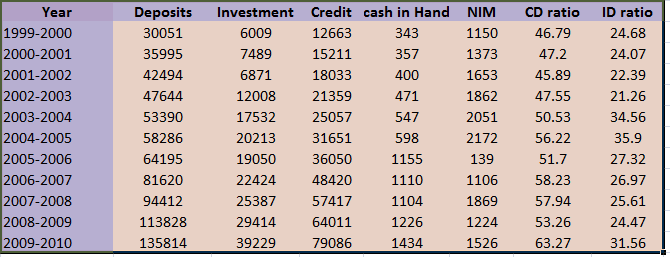 Year Deposits Investment Credit cash in Hand NIM CD ratio ID ratio
1999-2000 30051 6009 12663 343 1150 46.79 24.68
2000-2001 35995 7489 15211 357 1373 47.2 24.07
2001-2002 42494 6871 18033 400 1653 45.89 22.39
2002-2003 47644 12008 21359 471 1862 47.55 21.26
2003-2004 53390 17532 25057 547 2051 50.53 34.56
2004-2005 58286 20213 31651 598 2172 56.22 35.9
2005-2006 64195 19050 36050 1155 139 51.7 27.32
2006-2007 81620 22424 48420 1110 1106 58.23 26.97
2007-2008 94412 25387 57417 1104 1869 57.94 25.61
2008-2009 113828 29414 64011 1226 1224 53.26 24.47
2009-2010 135814 39229 79086 1434 1526 63.27 31.56